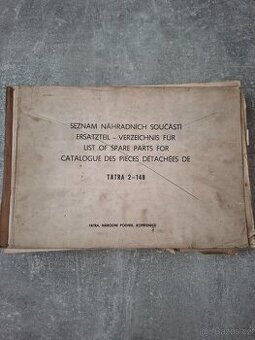 SEZNAM NÁHRADNÍCH SOUČÁSTÍ
ERSATZTEIL - VERZEICHNIS FÜR
LIST OF SPARE PARTS FOR
CATALOGUE DES PIÈCES DÉTACHÉES DE
TATRA 2-148
TATRA, NÁRODNÍ PODNIK, KOPŘIVNICE